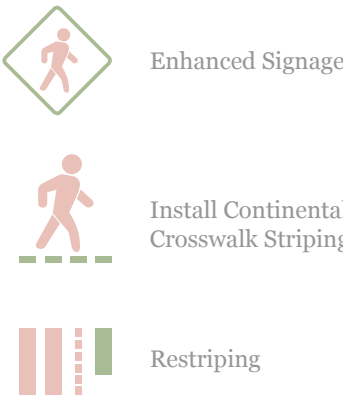 Enhanced Signage
Install Continental
Crosswalk Striping
Restriping